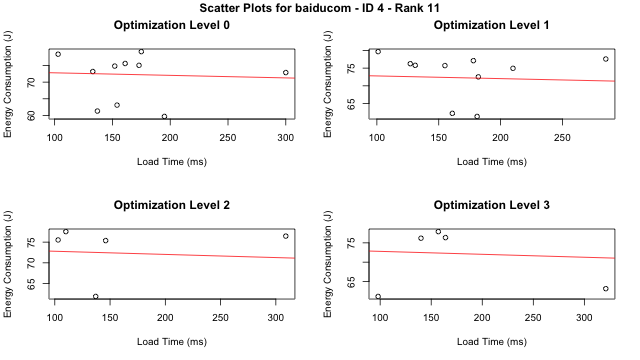 Scatter Plots for baiducom - ID 4 - Rank 11
Optimization Level 0
Energy Consumption (J)
60 70
100 150 200 250 300
Load Time (ms)
Optimization Level 1
Energy Consumption (J)
65 75
100 150 200 250
Load Time (ms)
Optimization Level 2
Energy Consumption (J)
65 70 75
100 150 200 250 300
Load Time (ms)
Optimization Level 3
Energy Consumption (J)
65 75
100 150 200 250 300
Load Time (ms)